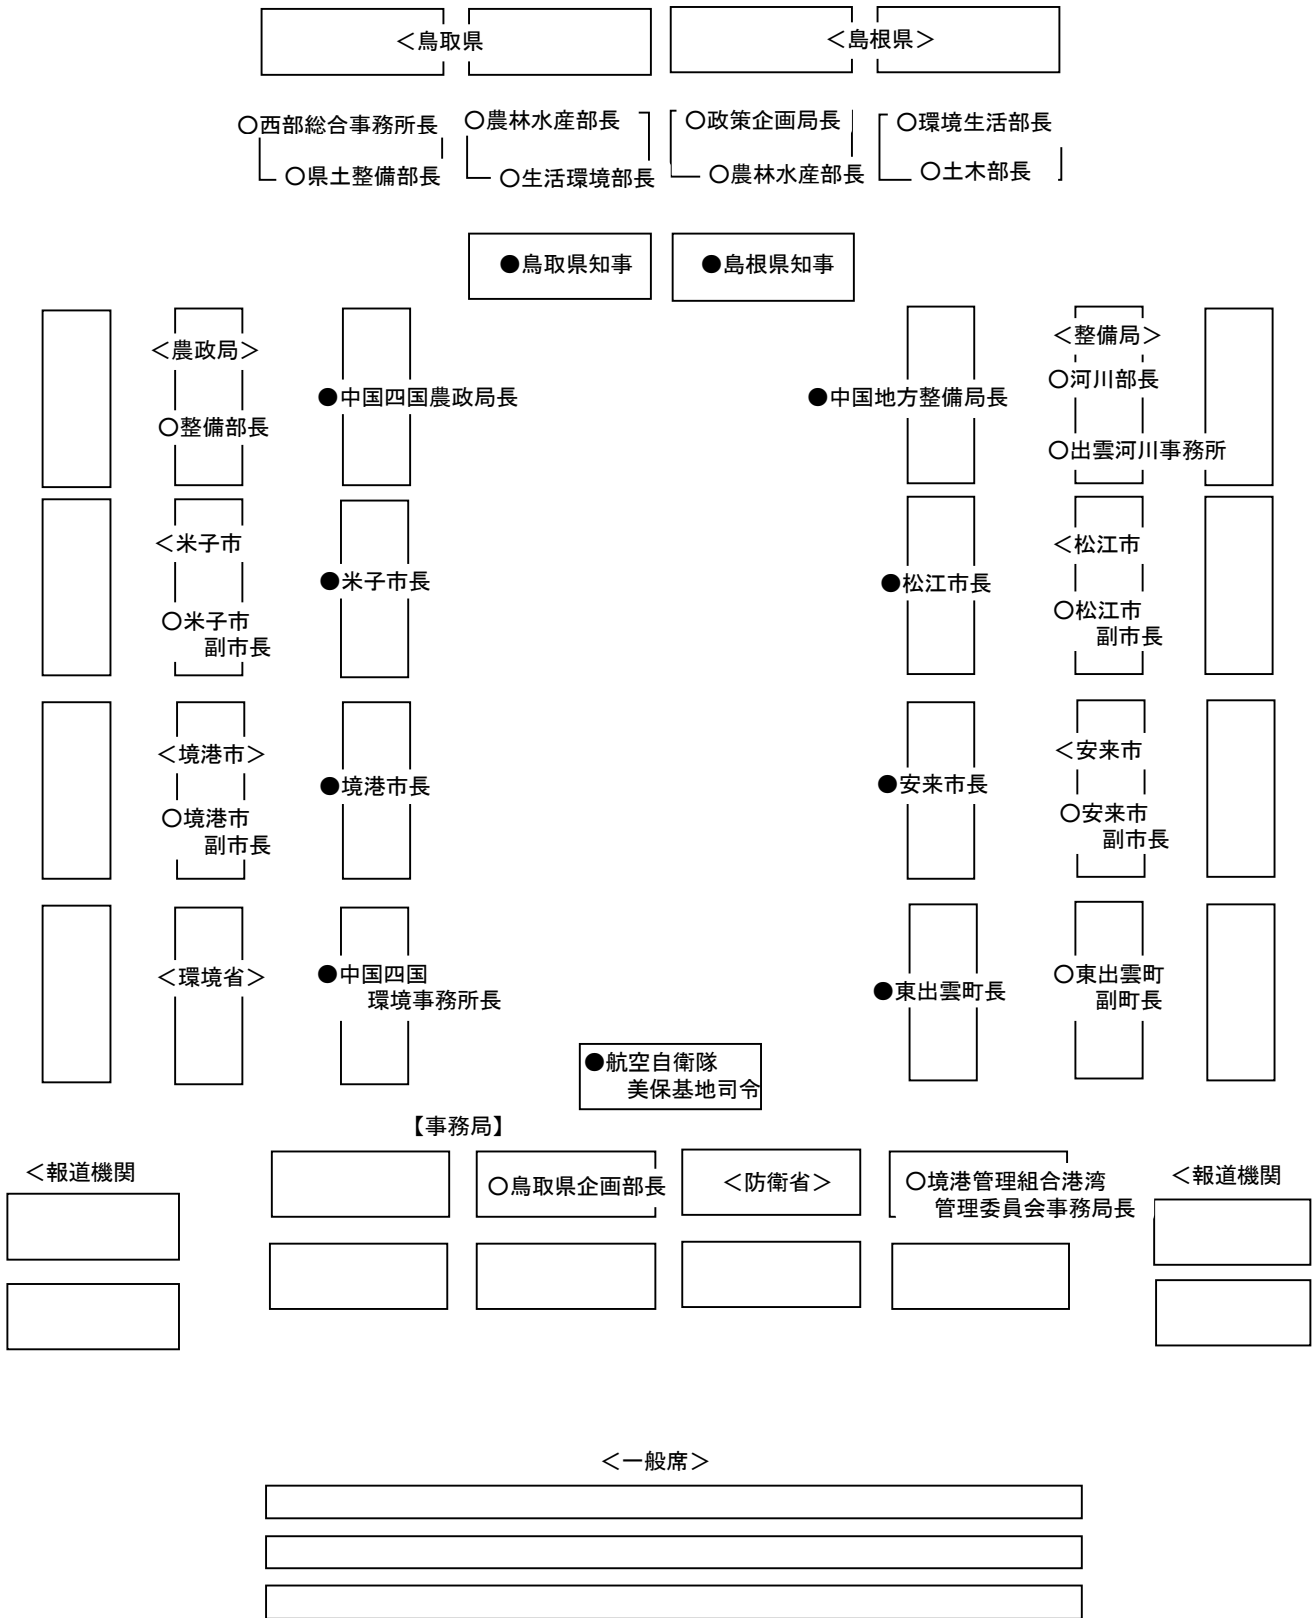 ＜鳥取県
＜島根県＞
○西部総合事務所長
○農林水産部長
○政策企画局長
○環境生活部長
○県土整備部長
○生活環境部長
○農林水産部長
○土木部長
●鳥取県知事
●島根県知事
＜農政局＞
●中国四国農政局長
○整備部長
●中国地方整備局長
＜整備局＞
○河川部長
○出雲河川事務所
＜米子市
●米子市長
○米子市
副市長
●松江市長
＜松江市
○松江市
副市長
＜境港市＞
●境港市長
○境港市
副市長
●安来市長
＜安来市
○安来市
副市長
＜環境省＞
●中国四国
環境事務所長
●東出雲町長
○東出雲町
副町長
●航空自衛隊
美保基地司令
【事務局】
＜報道機関
○鳥取県企画部長
＜防衛省＞
○境港管理組合港湾
管理委員会事務局長
＜報道機関
＜一般席＞